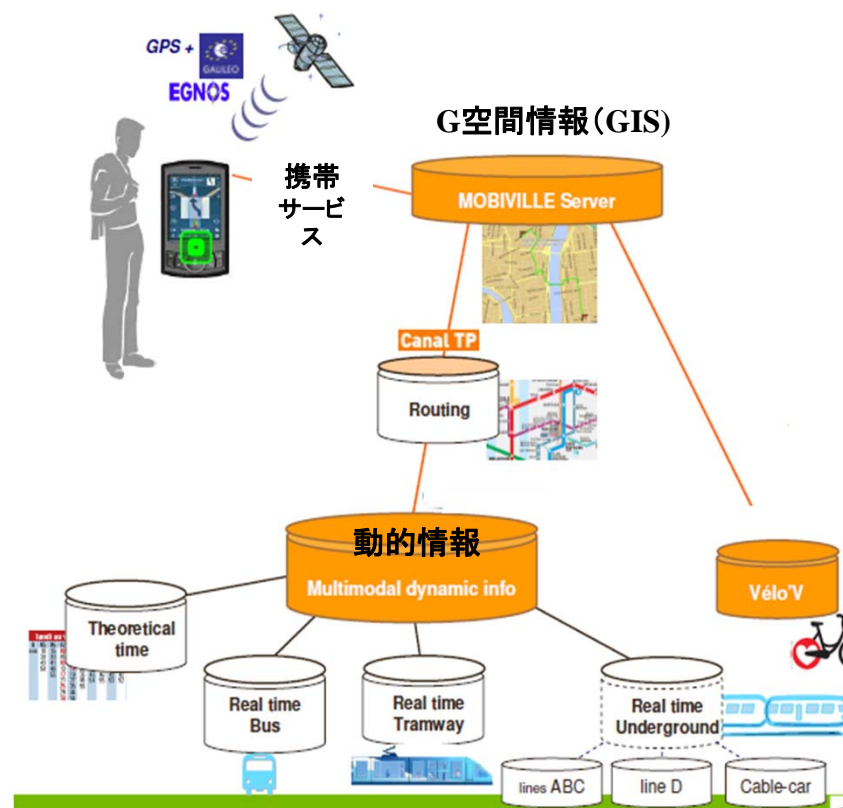 GPS +
GALILEO
EGNOS
G空間情報(GIS)
携帯
サービ
ス
MOBIVILLE Server
Canal TP
Routing
動的情報
Multimodal dynamic info
Vélo'V
Theoretical
time
Real time
Bus
Real time
Tramway
Real time
Underground
lines ABC
line D
Cable-car